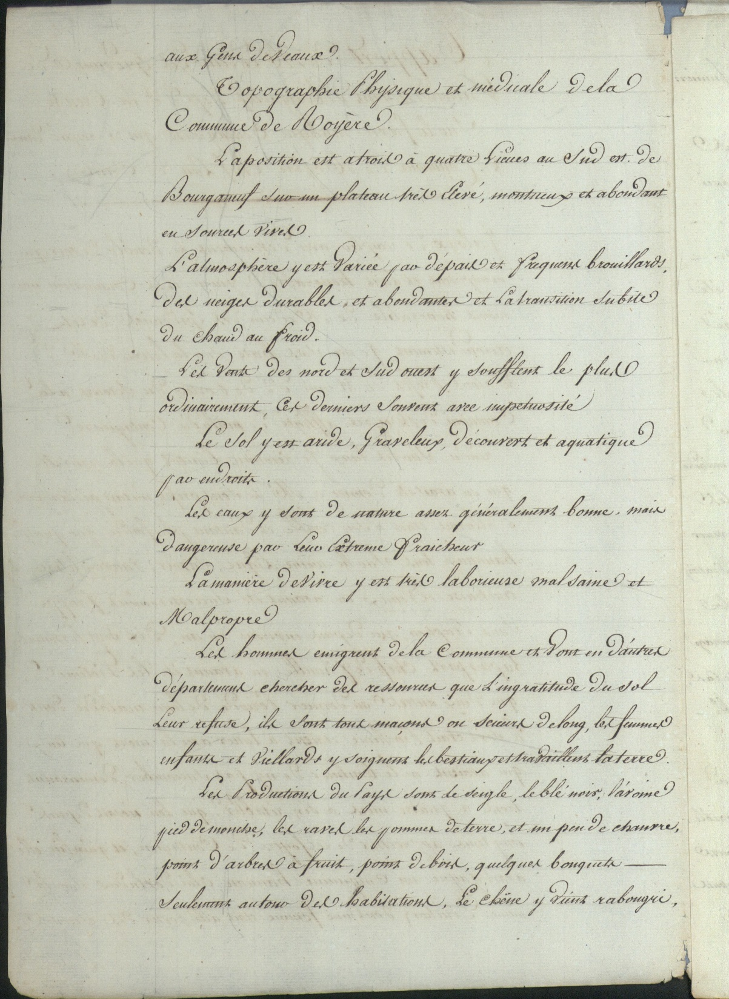 aux Gens de Veaux.
Topographie Physique et médicale de la
Commune de Royère.
La position est a trois à quatre Lieues au Sud est de
Bourganeuf sur un plateau très Elevé, montueux et abondant
en Sources vives
L'atmosphère y est Variée par d'épais et frequens brouillards,
des neiges durables, et abondantes et La transition subite
du chaud au froid.
Les Vents des nord et Sud ouest y soufflent le plus
ordinairement, Ces derniers Souvent avec impetuosité
Le Sol y est aride, Graveleux, découvert et aquatique
par endroits.
Les eaux y sont de nature assez généralement bonne, mais
dangereuse par Leur Extreme fraicheur
La manière de Vivre y est très laborieuse mal saine et
Malpropre
Les hommes emigrent de la Commune et Vont en d'autres
départemens chercher des ressources que L'ingratitude du sol
Leur refuse, ils sont tous maçons ou scieurs de long, les femmes
enfants et Viellards y soignent les bestiaux et travaillent la terre.
Les Productions du Pays sont le seigle, le blé noir, l'avoine
pied de mouche, les raves les pommes de terre, et un peu de chanvre,
point d'arbres à fruit, point de bois, quelques bouquets —
Seulement autour des habitations, Le Chêne y Vient rabougri,